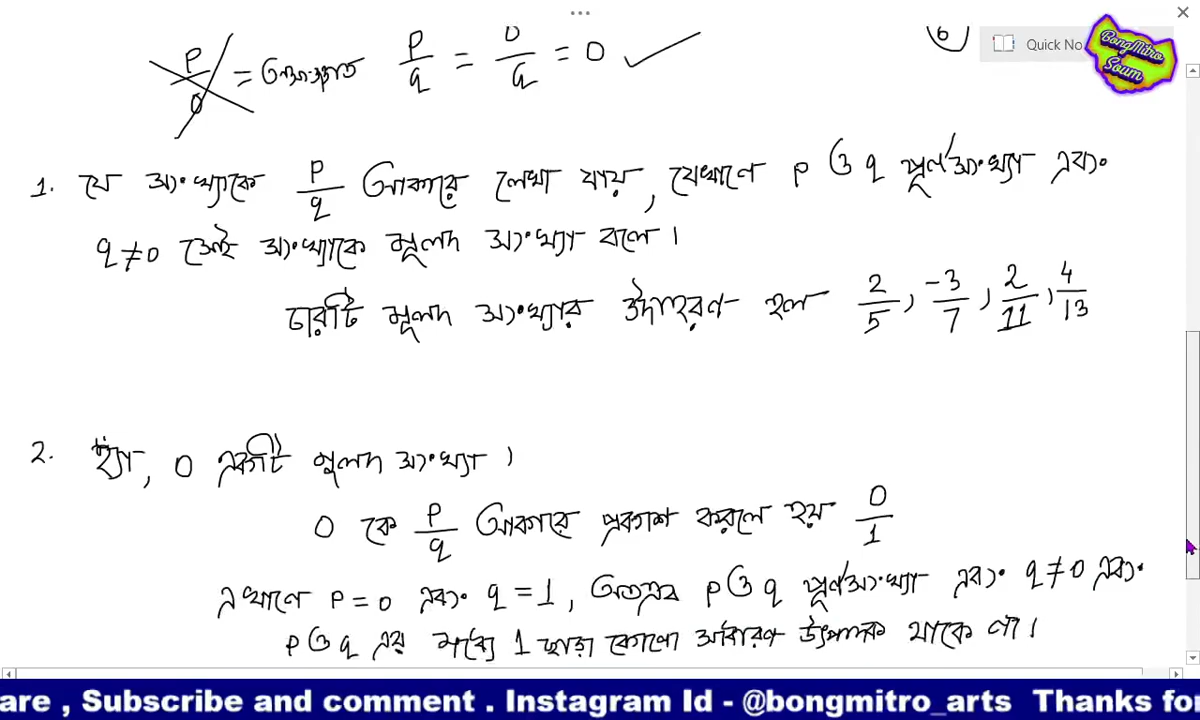 ...
6
Quick No
BongMitro
Soum
p/0 = অসংজ্ঞাত p/q = 0/q = 0 ✓
1. যে সংখ্যাকে p/q আকারে লেখা যায়, যেখানে p ও q পূর্ণসংখ্যা এবং
q≠0 সেই সংখ্যাকে মূলদ সংখ্যা বলে।
চারটি মূলদ সংখ্যার উদাহরণ হল 2/5, -3/7, 2/11, 4/13
2. হ্যাঁ, 0 একটি মূলদ সংখ্যা।
0 কে p/q আকারে প্রকাশ করলে হয় 0/1
এখানে p = 0 এবং q = 1, অতএব p ও q পূর্ণসংখ্যা এবং q≠0 এবং
p ও q এর মধ্যে 1 ছাড়া কোনো সাধারণ উৎপাদক থাকে না।
are , Subscribe and comment . Instagram Id - @bongmitro_arts Thanks for